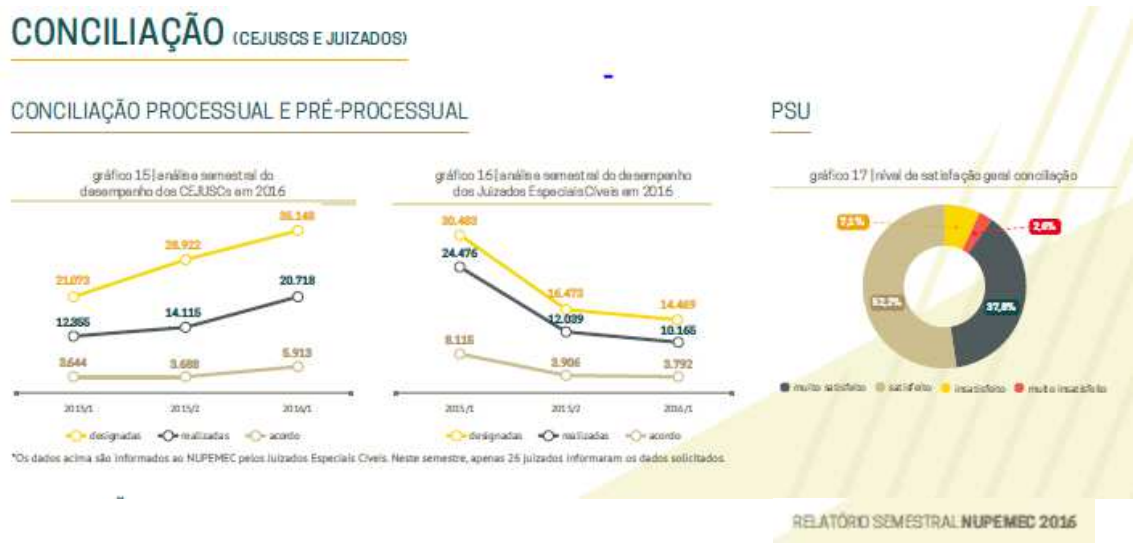 CONCILIAÇÃO (CEJUSCS E JUIZADOS)
CONCILIAÇÃO PROCESSUAL E PRÉ-PROCESSUAL
gráfico 15 | análise semestral do
desempenho dos CEJUSCs em 2016
35.148
28.922
21.073
20.718
14.115
12.355
3.644
3.688
5.913
2015/1 2015/2 2016/1
designadas realizadas acordo
gráfico 16 | análise semestral do desempenho
dos Juizados Especiais Cíveis em 2016
30.483
24.476
16.473
14.469
12.039
10.165
8.115
3.906
3.792
2015/1 2015/2 2016/1
designadas realizadas acordo
*Os dados acima são informados ao NUPEMEC pelos Juizados Especiais Cíveis. Neste semestre, apenas 26 juizados informaram os dados solicitados.
PSU
gráfico 17 | nível de satisfação geral conciliação
7,1%
2,6%
52,3%
37,8%
muito satisfeito satisfeito insatisfeito muito insatisfeito
RELATÓRIO SEMESTRAL NUPEMEC 2016